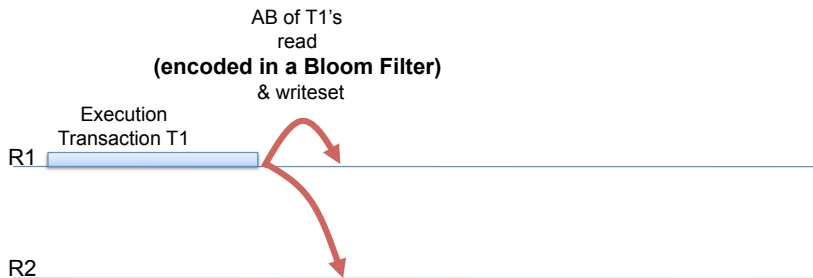 AB of T1's
read
(encoded in a Bloom Filter)
& writeset
Execution
Transaction T1
R1
R2